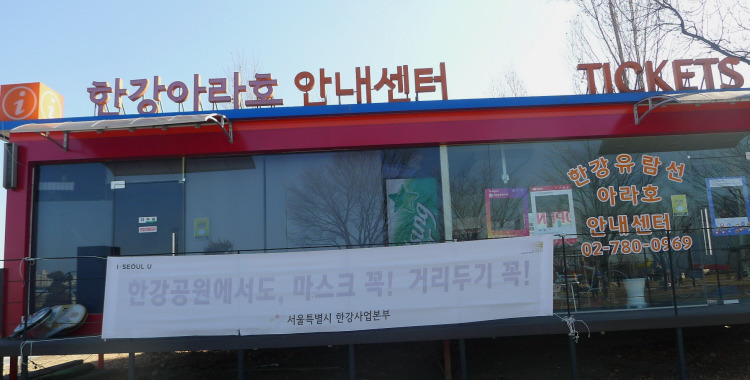 한강아라호 안내센터
TICKETS
한강유람선
아라호
안내센터
02-780-0969
OPEN
I·SEOUL·U
한강공원에서도, 마스크 꼭! 거리두기 꼭!
서울특별시 한강사업본부